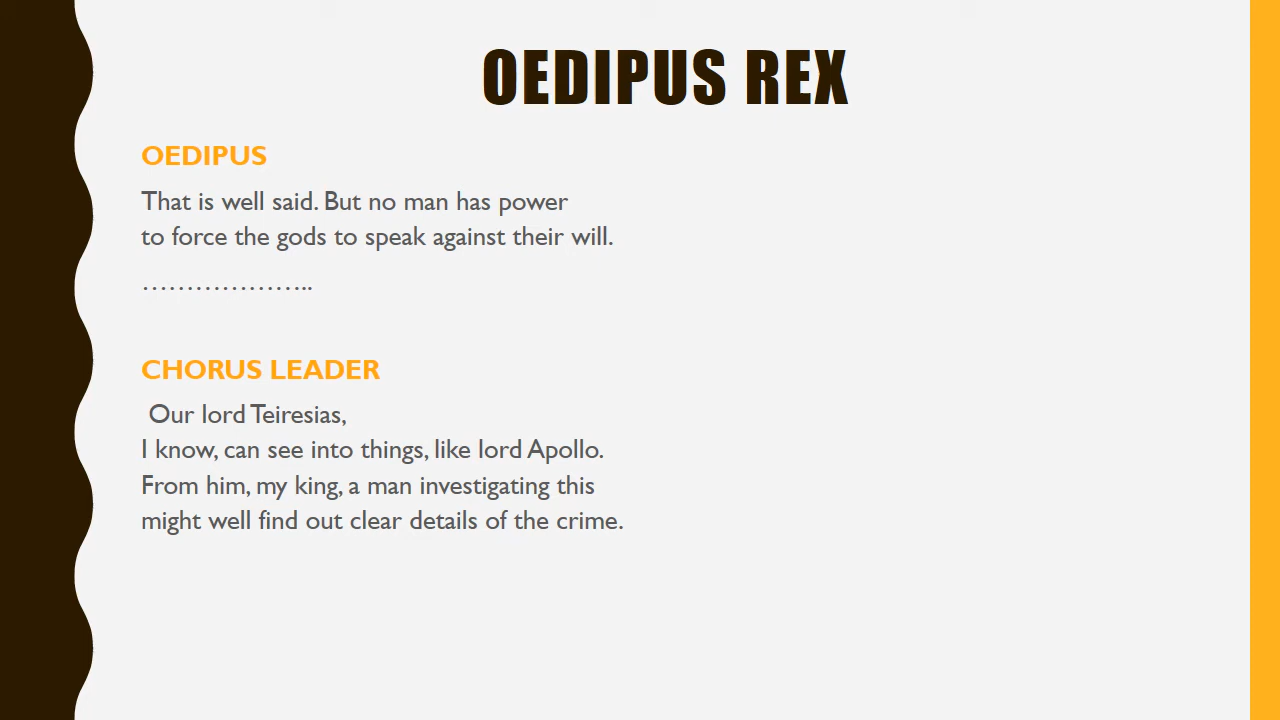 OEDIPUS REX
OEDIPUS
That is well said. But no man has power
to force the gods to speak against their will.
………………..
CHORUS LEADER
Our lord Teiresias,
I know, can see into things, like lord Apollo.
From him, my king, a man investigating this
might well find out clear details of the crime.